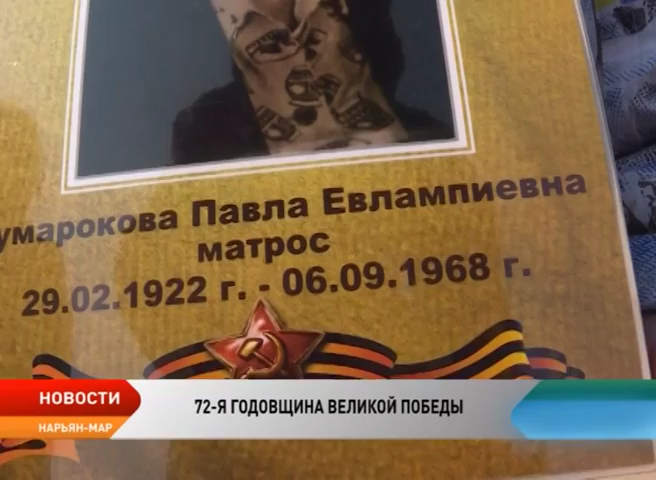 умарокова Павла Евлампиевна
матрос
29.02.1922 г. - 06.09.1968 г.
НОВОСТИ
72-Я ГОДОВЩИНА ВЕЛИКОЙ ПОБЕДЫ
НАРЬЯН-МАР